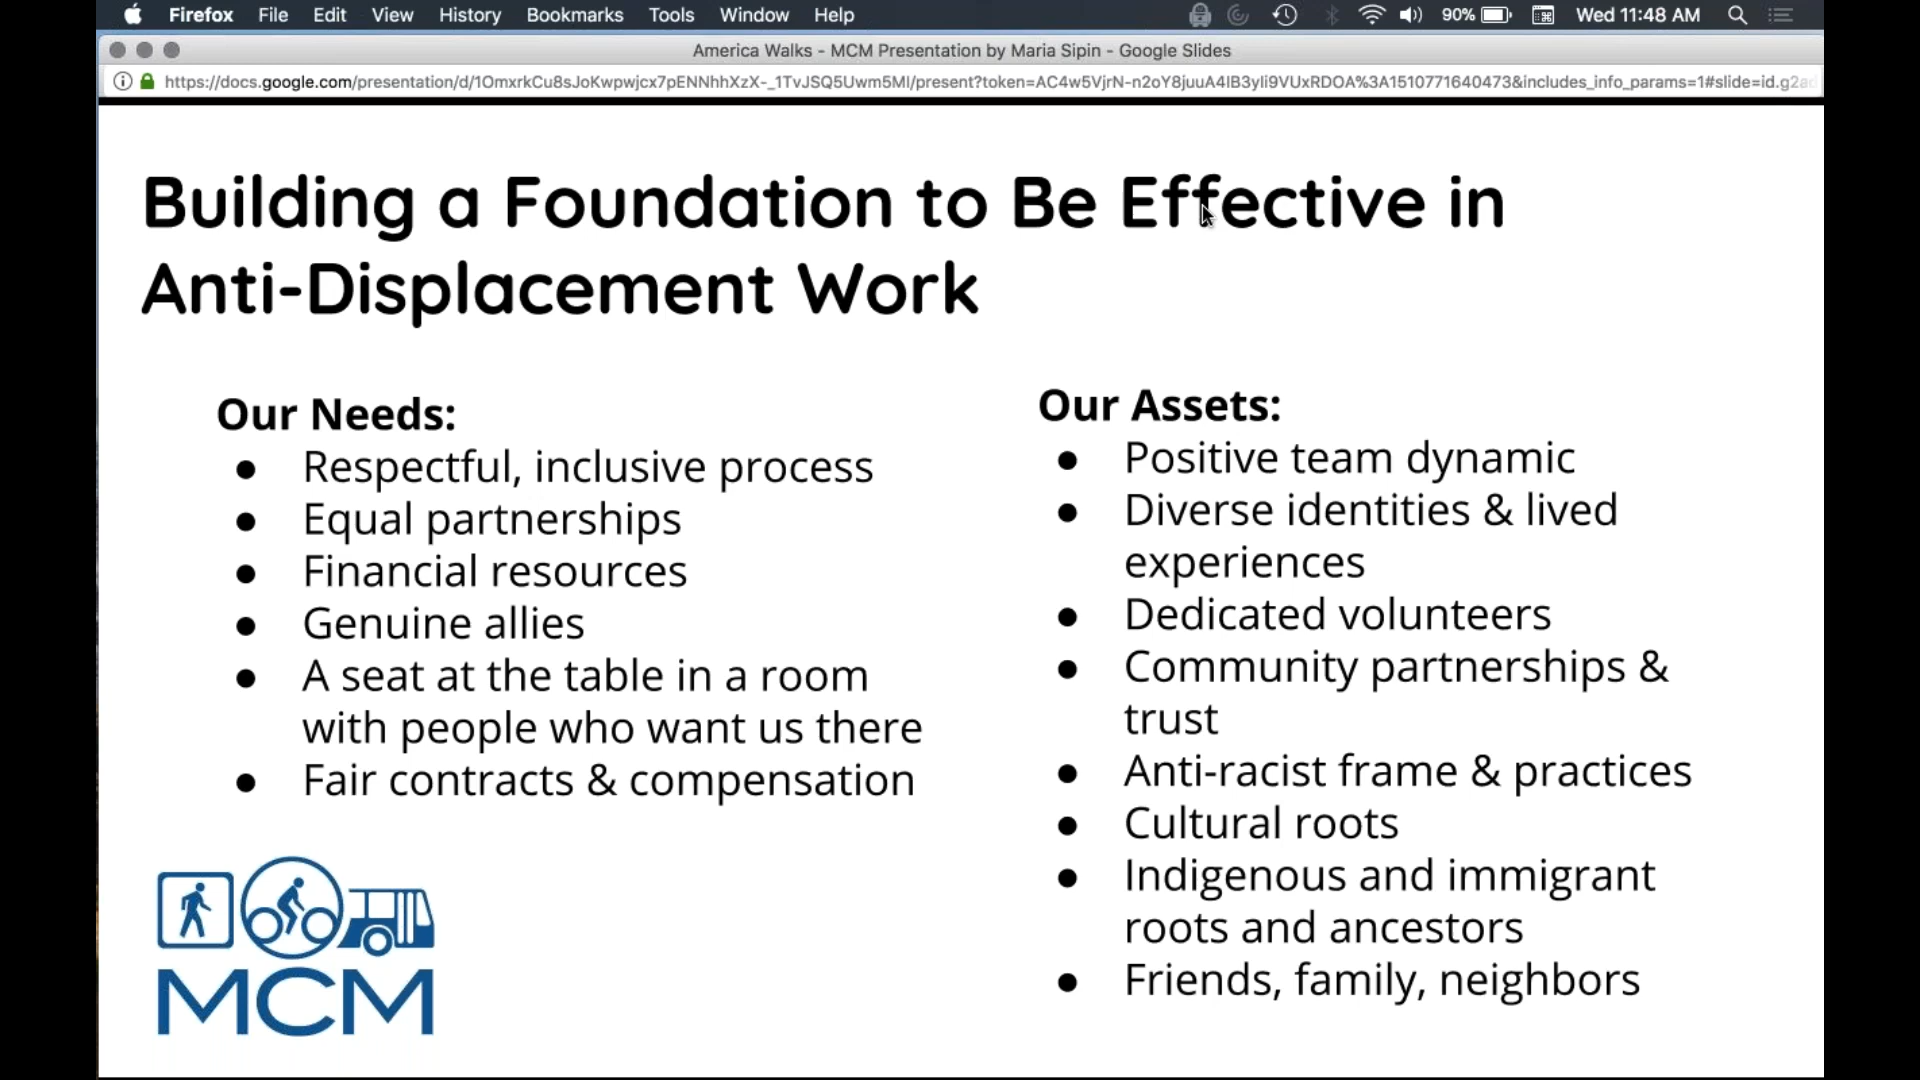 Firefox File Edit View History Bookmarks Tools Window Help 90% Wed 11:48 AM
America Walks - MCM Presentation by Maria Sipin - Google Slides
https://docs.google.com/presentation/d/1OmxrkCu8sJoKwpwjcx7pENNhhXzX-_1TvJSQ5Uwm5MI/present?token=AC4w5VjrN-n2oY8juuA4IB3yli9VUxRDOA%3A1510771640473&includes_info_params=1#slide=id.g2ad
Building a Foundation to Be Effective in
Anti-Displacement Work
Our Needs:
● Respectful, inclusive process
● Equal partnerships
● Financial resources
● Genuine allies
● A seat at the table in a room
with people who want us there
● Fair contracts & compensation
Our Assets:
● Positive team dynamic
● Diverse identities & lived
experiences
● Dedicated volunteers
● Community partnerships &
trust
● Anti-racist frame & practices
● Cultural roots
● Indigenous and immigrant
roots and ancestors
● Friends, family, neighbors
MCM